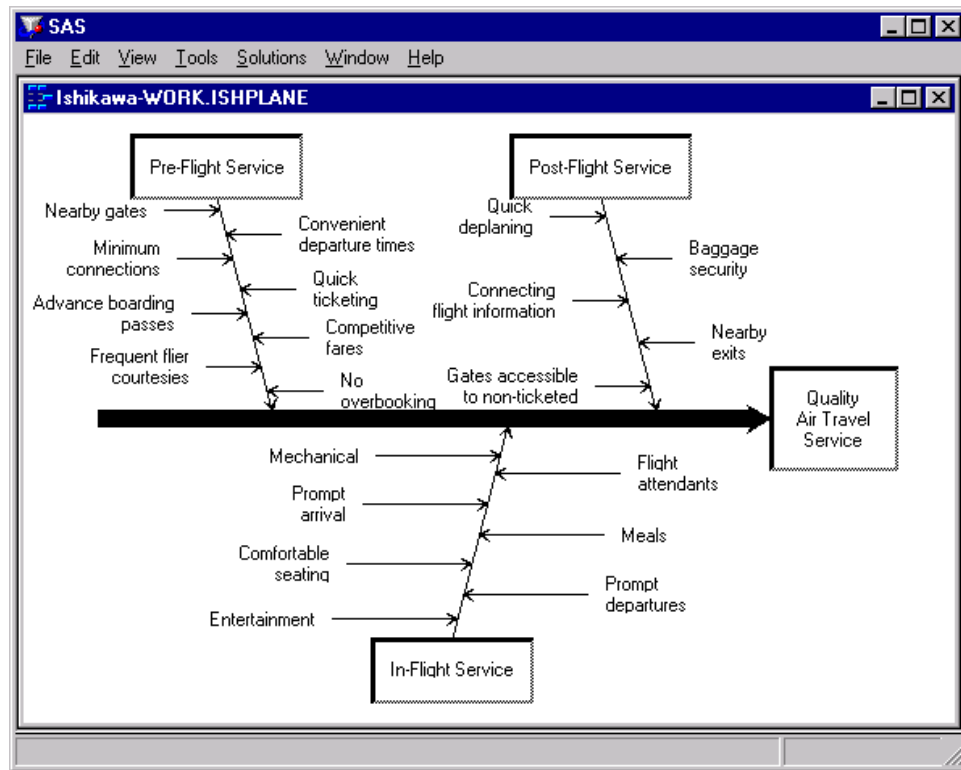 SAS
File Edit View Tools Solutions Window Help
Ishikawa-WORK.ISHPLANE
Pre-Flight Service
Post-Flight Service
Nearby gates
Convenient
departure times
Minimum
connections
Quick
ticketing
Advance boarding
passes
Competitive
fares
Frequent flier
courtesies
No
overbooking
Quick
deplaning
Baggage
security
Connecting
flight information
Nearby
exits
Gates accessible
to non-ticketed
Quality
Air Travel
Service
Mechanical
Flight
attendants
Prompt
arrival
Meals
Comfortable
seating
Prompt
departures
Entertainment
In-Flight Service